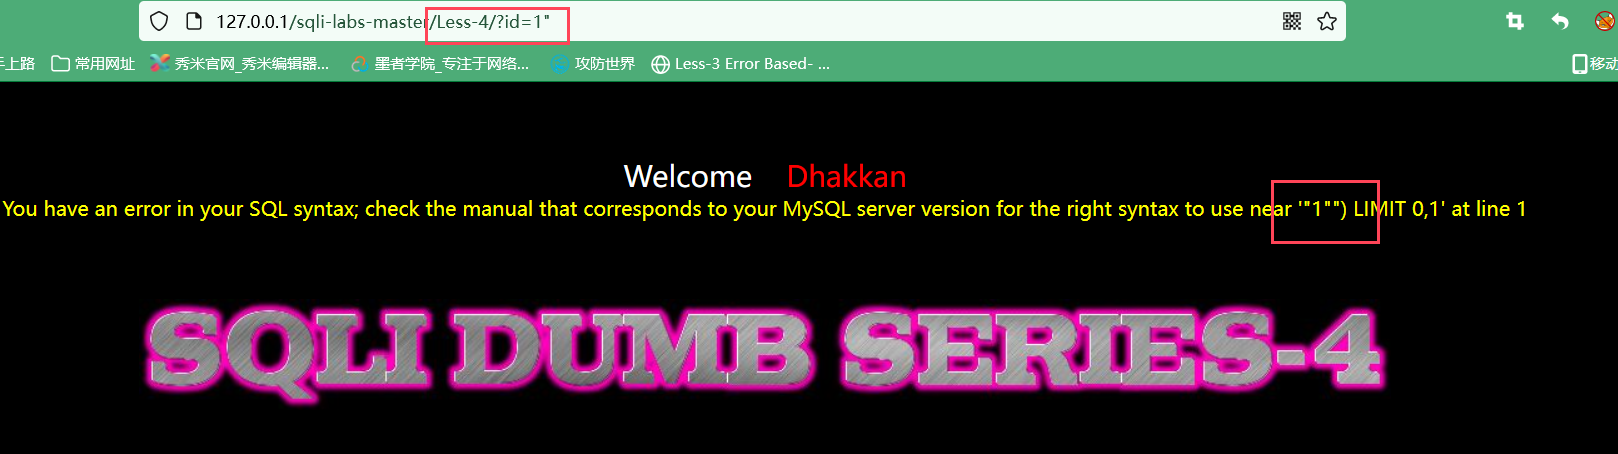 127.0.0.1/sqli-labs-master/Less-4/?id=1"
上路 常用网址 秀米官网_秀米编辑器... 墨者学院_专注于网络... 攻防世界 Less-3 Error Based- ... 移动
Welcome Dhakkan
You have an error in your SQL syntax; check the manual that corresponds to your MySQL server version for the right syntax to use near '"1"") LIMIT 0,1' at line 1
SQLI DUMB SERIES-4